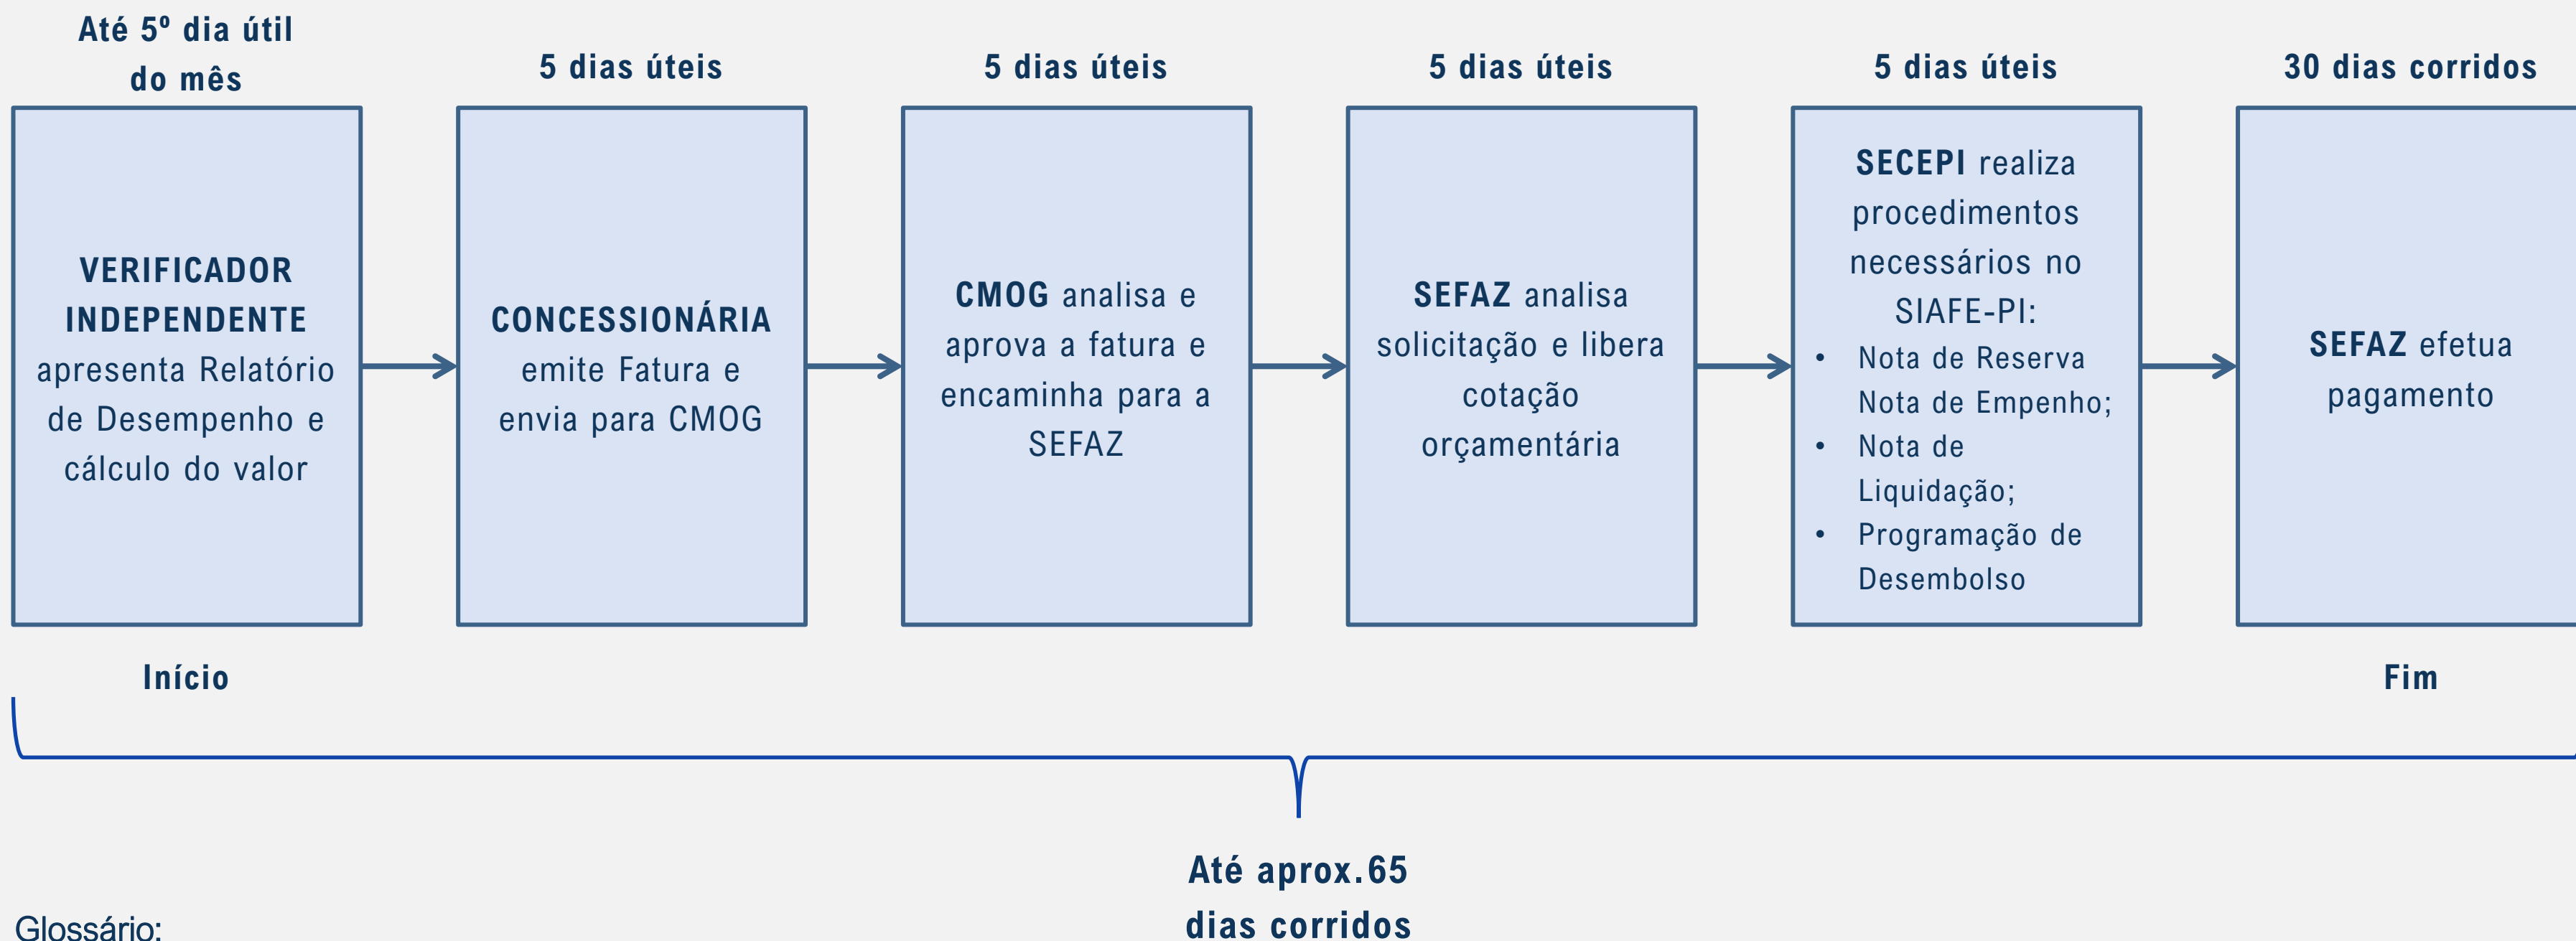 Até 5º dia útil
do mês
5 dias úteis
5 dias úteis
5 dias úteis
5 dias úteis
30 dias corridos
VERIFICADOR
INDEPENDENTE
apresenta Relatório
de Desempenho e
cálculo do valor
CONCESSIONÁRIA
emite Fatura e
envia para CMOG
CMOG analisa e
aprova a fatura e
encaminha para a
SEFAZ
SEFAZ analisa
solicitação e libera
cotação
orçamentária
SECEPI realiza
procedimentos
necessários no
SIAFE-PI:
• Nota de Reserva
Nota de Empenho;
• Nota de
Liquidação;
• Programação de
Desembolso
SEFAZ efetua
pagamento
Início
Fim
Até aprox.65
dias corridos
Glossário: